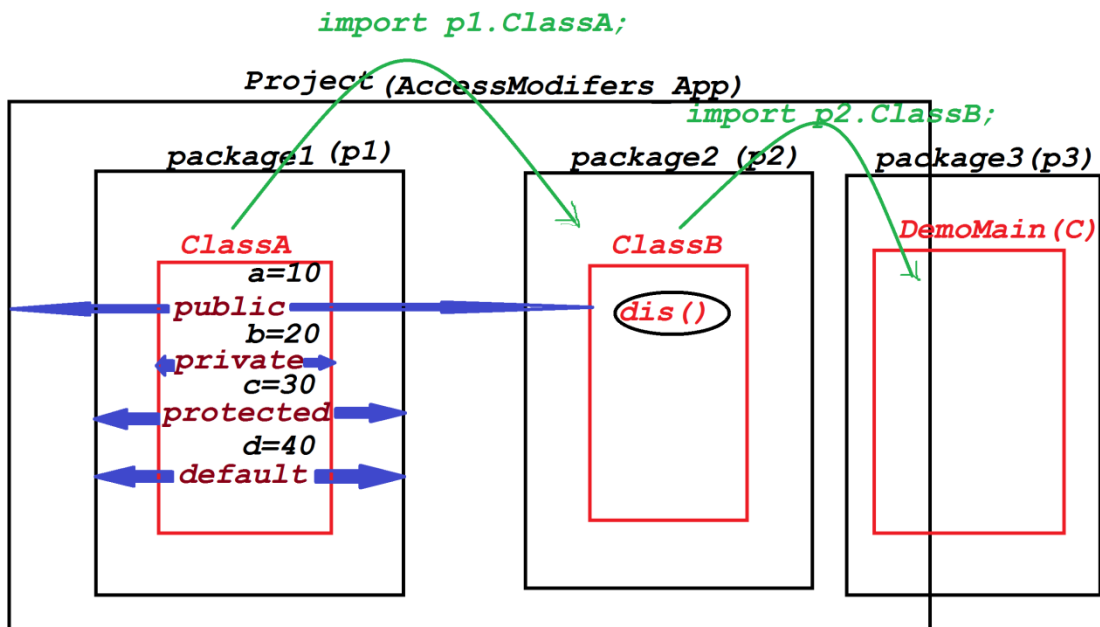 import p1.ClassA;
Project (AccessModifers_App)
import p2.ClassB;
package1 (p1)
package2 (p2)
package3 (p3)
ClassA
ClassB
DemoMain(C)
a=10
public
dis()
b=20
private
c=30
protected
d=40
default